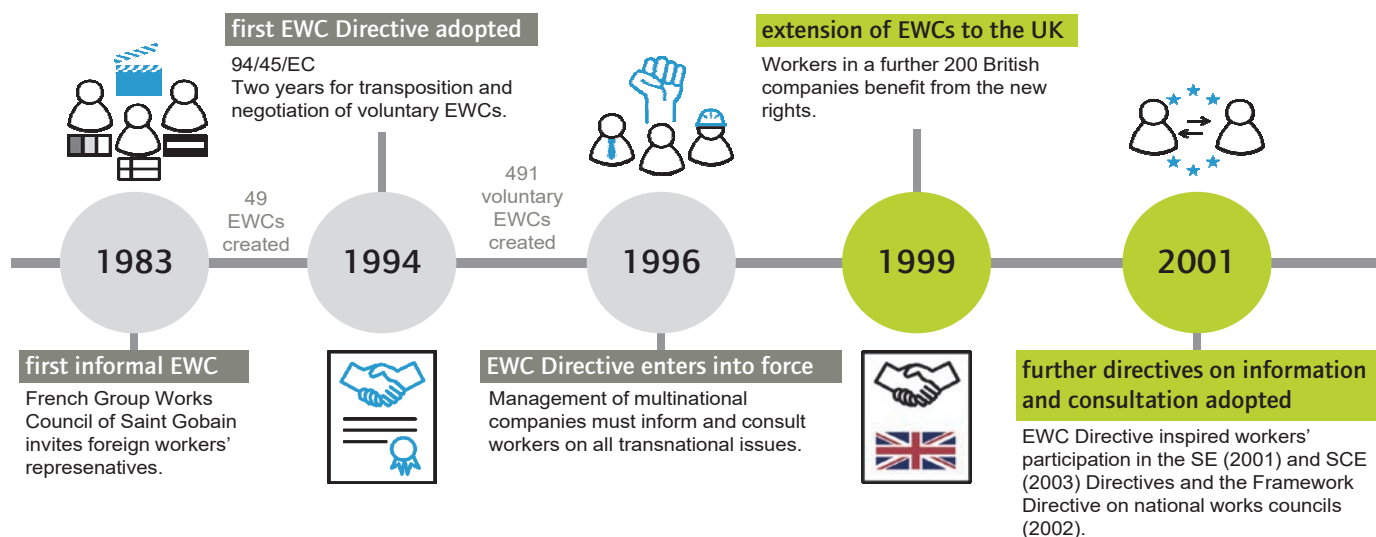 first EWC Directive adopted
94/45/EC
Two years for transposition and
negotiation of voluntary EWCs.
extension of EWCs to the UK
Workers in a further 200 British
companies benefit from the new
rights.
49
EWCs
created
491
voluntary
EWCs
created
1983
1994
1996
1999
2001
first informal EWC
French Group Works
Council of Saint Gobain
invites foreign workers’
represenatives.
EWC Directive enters into force
Management of multinational
companies must inform and consult
workers on all transnational issues.
further directives on information
and consultation adopted
EWC Directive inspired workers’
participation in the SE (2001) and SCE
(2003) Directives and the Framework
Directive on national works councils
(2002).